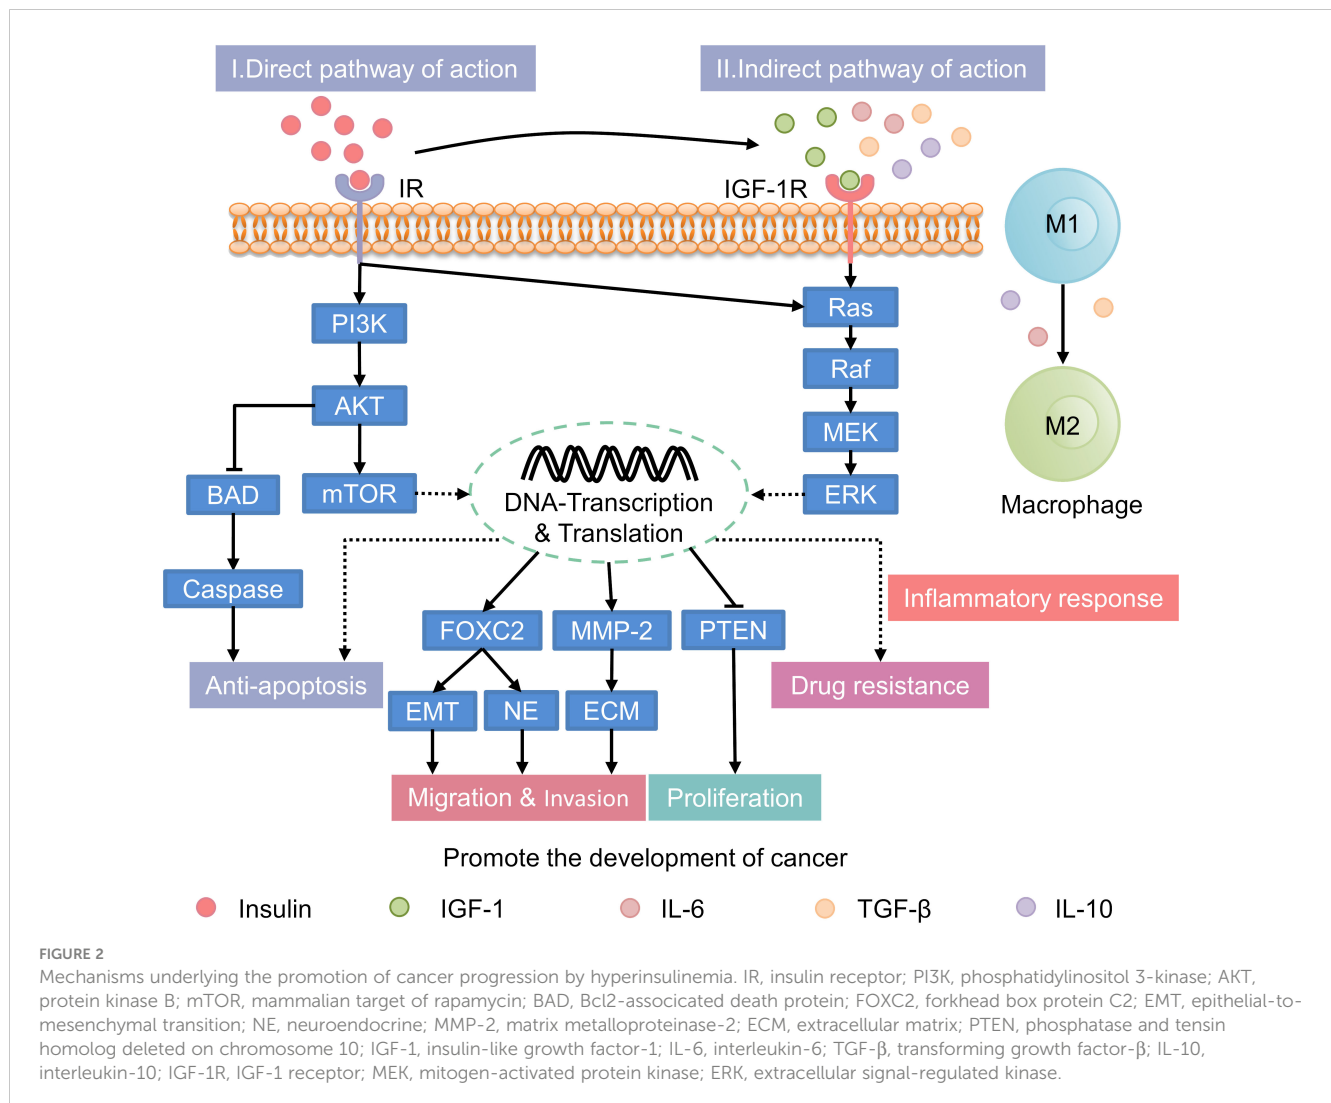 I.Direct pathway of action
II.Indirect pathway of action
IR
IGF-1R
M1
PI3K
Ras
Raf
AKT
MEK
M2
BAD
mTOR
DNA-Transcription
& Translation
ERK
Macrophage
Caspase
Inflammatory response
FOXC2
MMP-2
PTEN
Anti-apoptosis
Drug resistance
EMT
NE
ECM
Migration & Invasion
Proliferation
Promote the development of cancer
Insulin
IGF-1
IL-6
TGF-β
IL-10
FIGURE 2
Mechanisms underlying the promotion of cancer progression by hyperinsulinemia. IR, insulin receptor; PI3K, phosphatidylinositol 3-kinase; AKT,
protein kinase B; mTOR, mammalian target of rapamycin; BAD, Bcl2-associcated death protein; FOXC2, forkhead box protein C2; EMT, epithelial-to-
mesenchymal transition; NE, neuroendocrine; MMP-2, matrix metalloproteinase-2; ECM, extracellular matrix; PTEN, phosphatase and tensin
homolog deleted on chromosome 10; IGF-1, insulin-like growth factor-1; IL-6, interleukin-6; TGF-β, transforming growth factor-β; IL-10,
interleukin-10; IGF-1R, IGF-1 receptor; MEK, mitogen-activated protein kinase; ERK, extracellular signal-regulated kinase.